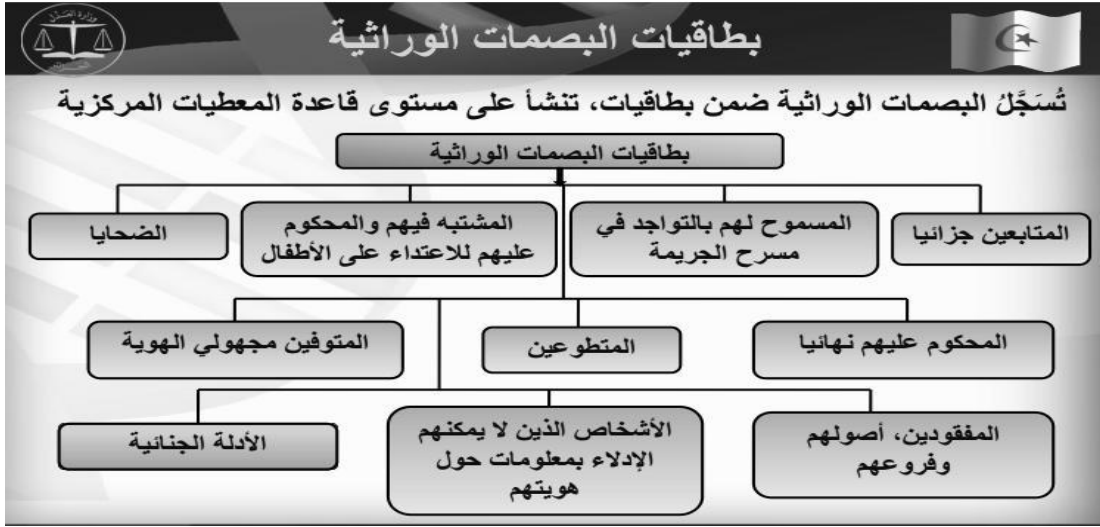 بطاقيات البصمات الوراثية
تُسَجَّلُ البصمات الوراثية ضمن بطاقيات، تنشأ على مستوى قاعدة المعطيات المركزية
بطاقيات البصمات الوراثية
المتابعين جزائيا
المسموح لهم بالتواجد في
مسرح الجريمة
المشتبه فيهم والمحكوم
عليهم للاعتداء على الأطفال
الضحايا
المحكوم عليهم نهائيا
المتطوعين
المتوفين مجهولي الهوية
المفقودين، أصولهم
وفروعهم
الأشخاص الذين لا يمكنهم
الإدلاء بمعلومات حول
هويتهم
الأدلة الجنائية